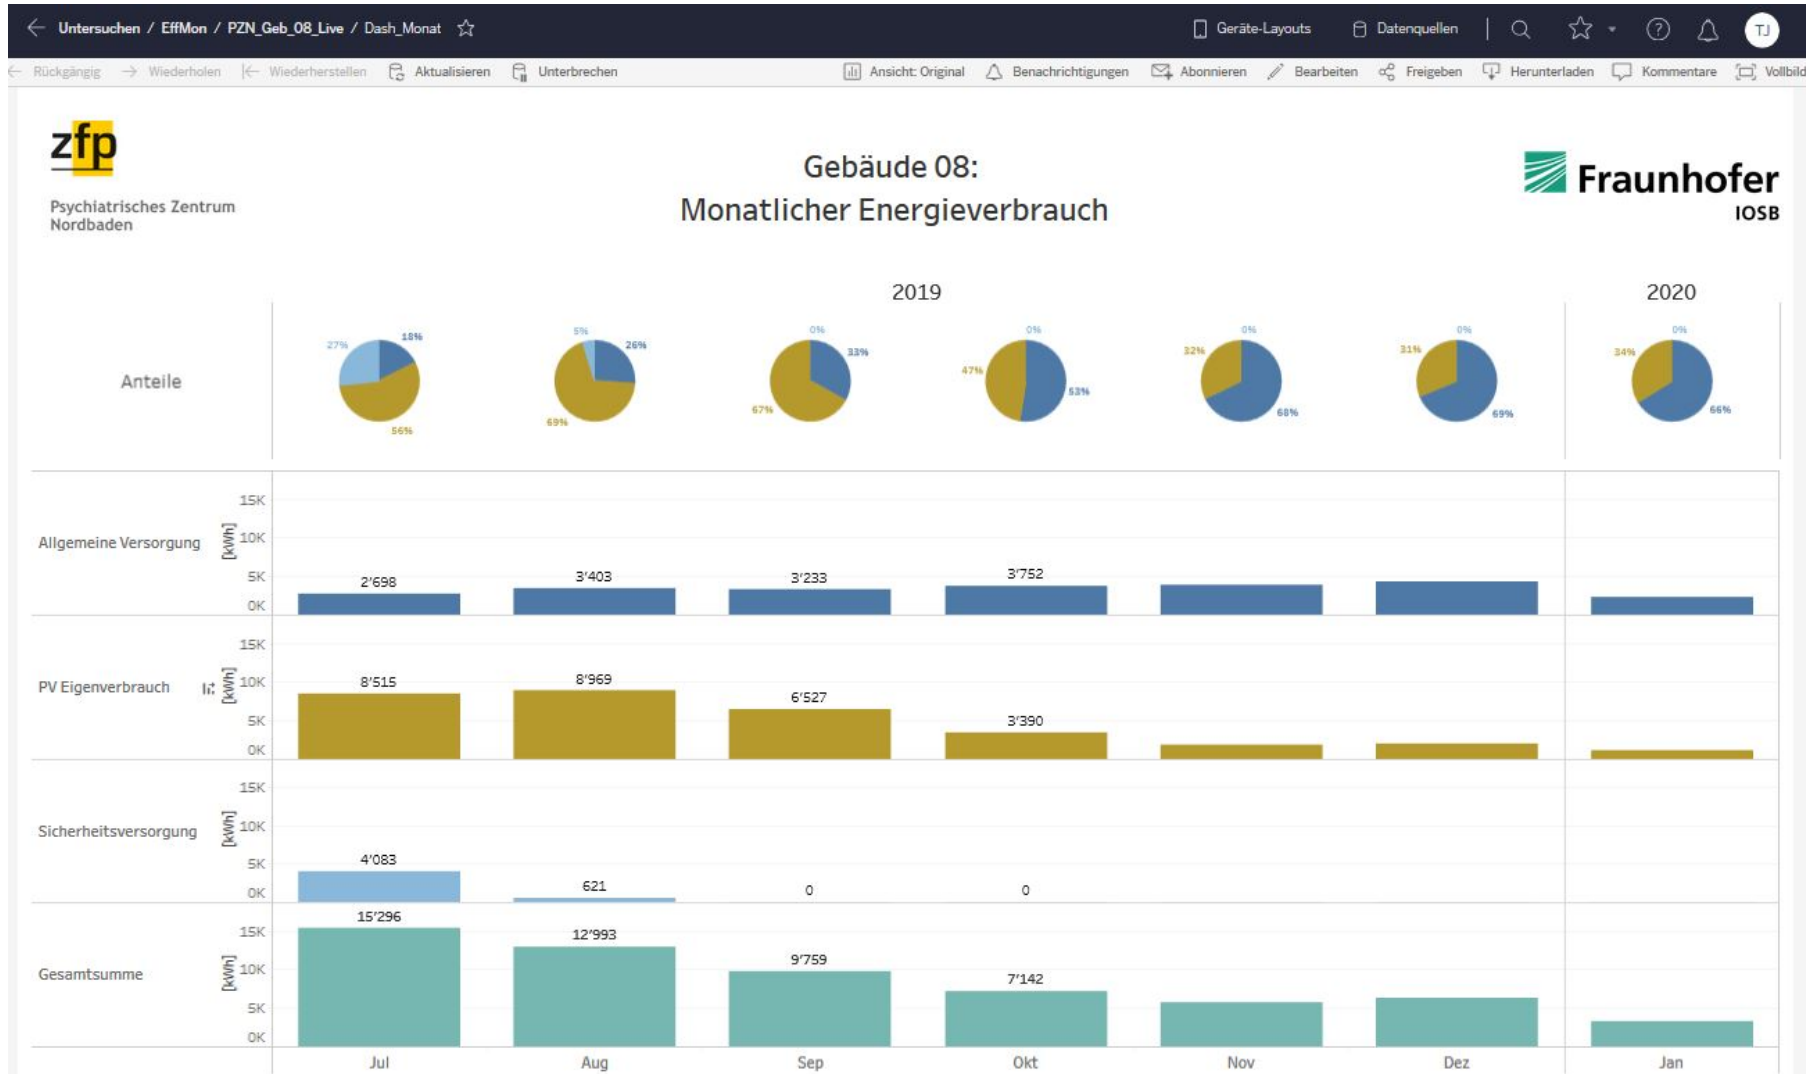 Untersuchen / EffMon / PZN_Geb_08_Live / Dash_Monat
Geräte-Layouts
Datenquellen
TJ
Rückgängig
Wiederholen
Wiederherstellen
Aktualisieren
Unterbrechen
Ansicht: Original
Benachrichtigungen
Abonnieren
Bearbeiten
Freigeben
Herunterladen
Kommentare
Vollbild
zfp
Psychiatrisches Zentrum
Nordbaden
Gebäude 08:
Monatlicher Energieverbrauch
Fraunhofer
IOSB
2019
2020
Anteile
27% 18% 56%
5% 26% 69%
0% 33% 67%
0% 47% 53%
0% 32% 68%
0% 31% 69%
0% 34% 66%
Allgemeine Versorgung
[kWh]
15K
10K
5K
0K
2'698 3'403 3'233 3'752
PV Eigenverbrauch
[kWh]
15K
10K
5K
0K
8'515 8'969 6'527 3'390
Sicherheitsversorgung
[kWh]
15K
10K
5K
0K
4'083 621 0 0
Gesamtsumme
[kWh]
15K
10K
5K
0K
15'296 12'993 9'759 7'142
Jul Aug Sep Okt Nov Dez Jan